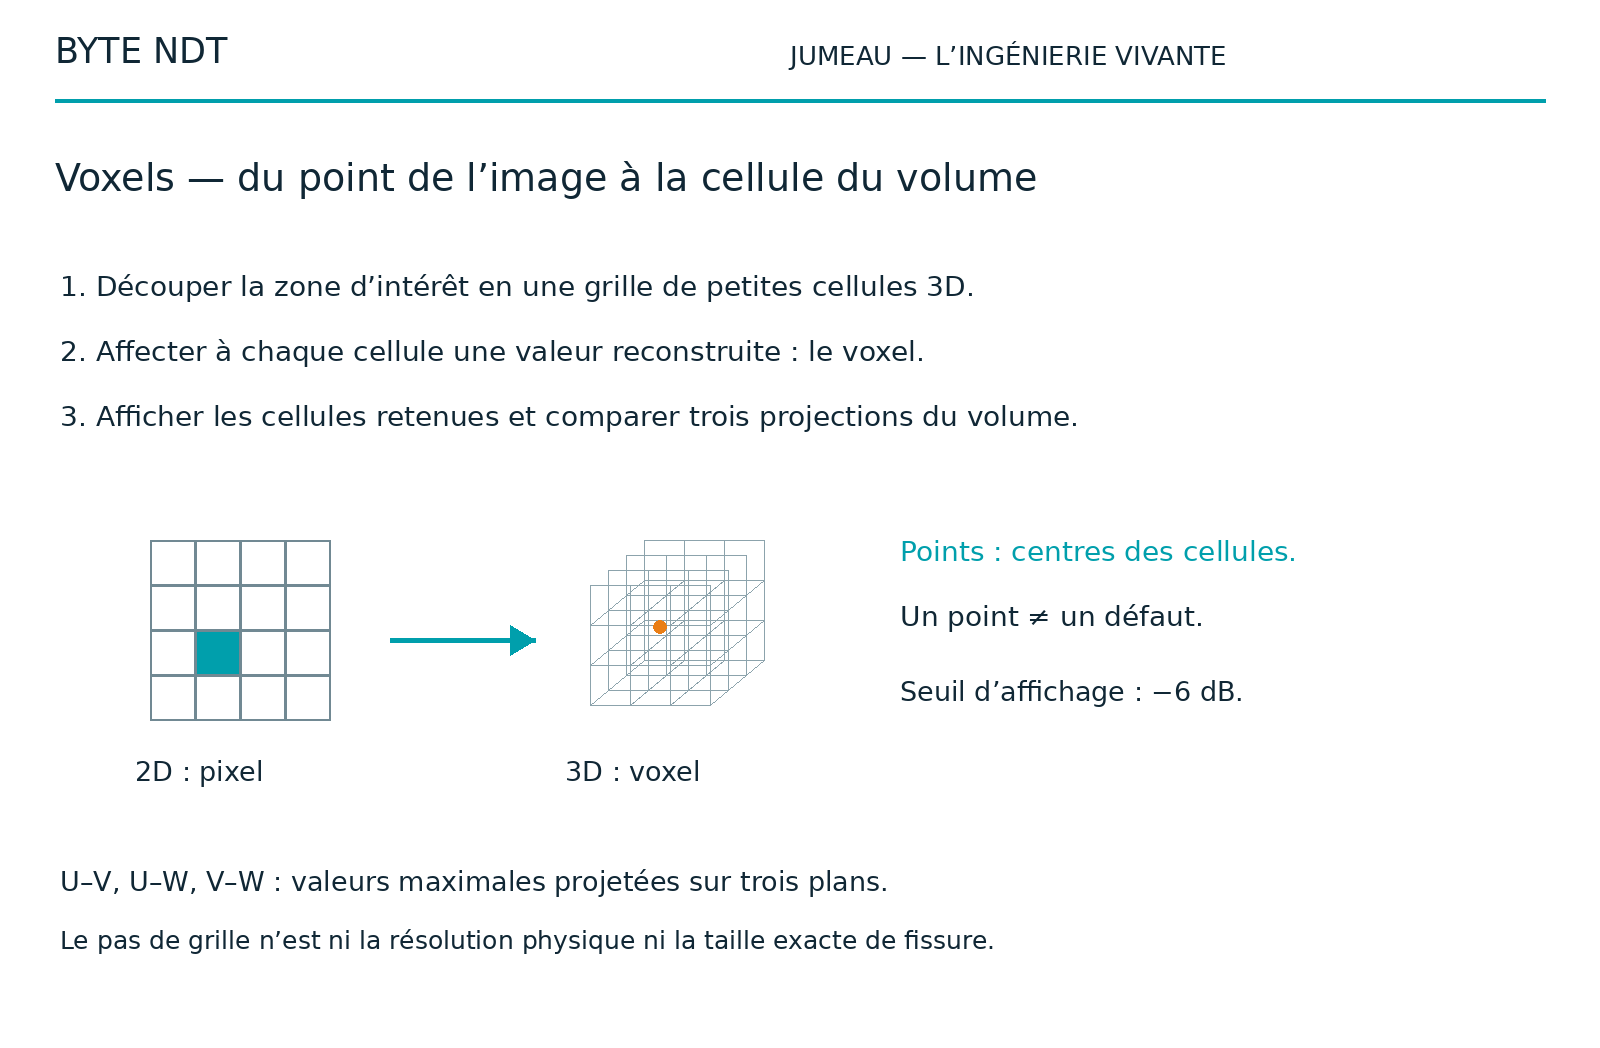 BYTE NDT
JUMEAU — L’INGÉNIERIE VIVANTE
Voxels — du point de l’image à la cellule du volume
1. Découper la zone d’intérêt en une grille de petites cellules 3D.
2. Affecter à chaque cellule une valeur reconstruite : le voxel.
3. Afficher les cellules retenues et comparer trois projections du volume.
Points : centres des cellules.
Un point ≠ un défaut.
Seuil d’affichage : −6 dB.
2D : pixel
3D : voxel
U–V, U–W, V–W : valeurs maximales projetées sur trois plans.
Le pas de grille n’est ni la résolution physique ni la taille exacte de fissure.